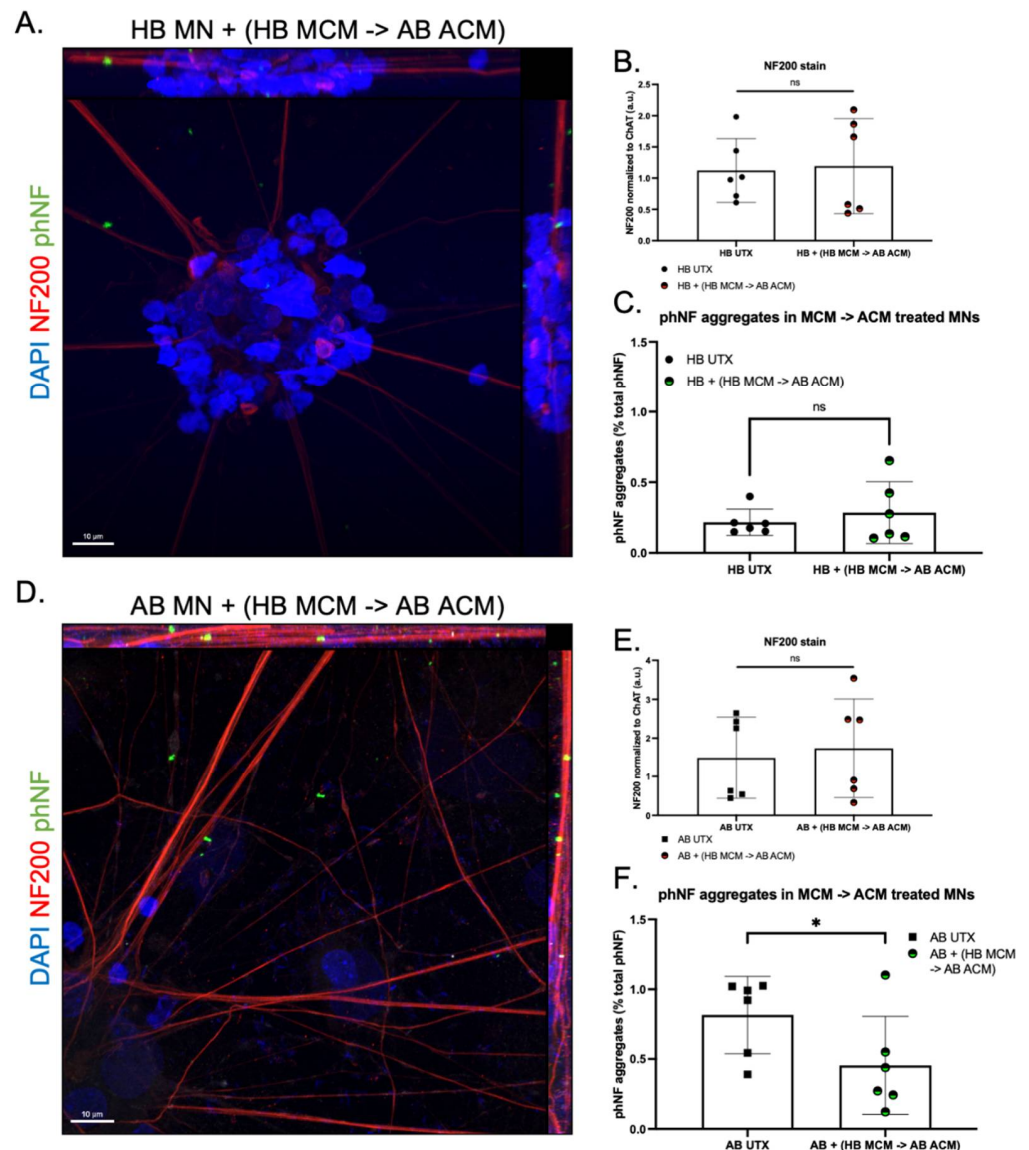 A.
HB MN + (HB MCM -> AB ACM)
DAPI NF200 phNF
10 µm
B.
NF200 stain
ns
NF200 normalized to ChAT (a.u.)
2.5
2.0
1.5
1.0
0.5
0.0
HB UTX
HB + (HB MCM -> AB ACM)
HB UTX
HB + (HB MCM -> AB ACM)
C.
phNF aggregates in MCM -> ACM treated MNs
phNF aggregates (% total phNF)
1.5
1.0
0.5
0.0
HB UTX
HB + (HB MCM -> AB ACM)
ns
HB UTX
HB + (HB MCM -> AB ACM)
D.
AB MN + (HB MCM -> AB ACM)
DAPI NF200 phNF
10 µm
E.
NF200 stain
ns
NF200 normalized to ChAT (a.u.)
4
3
2
1
0
AB UTX
AB + (HB MCM -> AB ACM)
AB UTX
AB + (HB MCM -> AB ACM)
F.
phNF aggregates in MCM -> ACM treated MNs
phNF aggregates (% total phNF)
1.5
1.0
0.5
0.0
*
AB UTX
AB + (HB MCM
-> AB ACM)
AB UTX
AB + (HB MCM -> AB ACM)